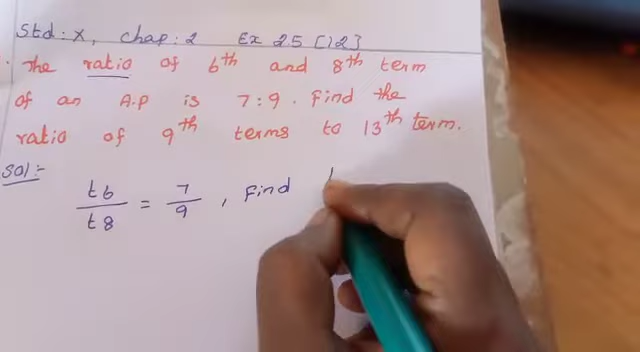 Std: X, Chap: 2 Ex 2.5 [12]
The ratio of 6th and 8th term
of an A.P is 7:9. Find the
ratio of 9th terms to 13th term.
Sol:-
t6/t8 = 7/9, Find